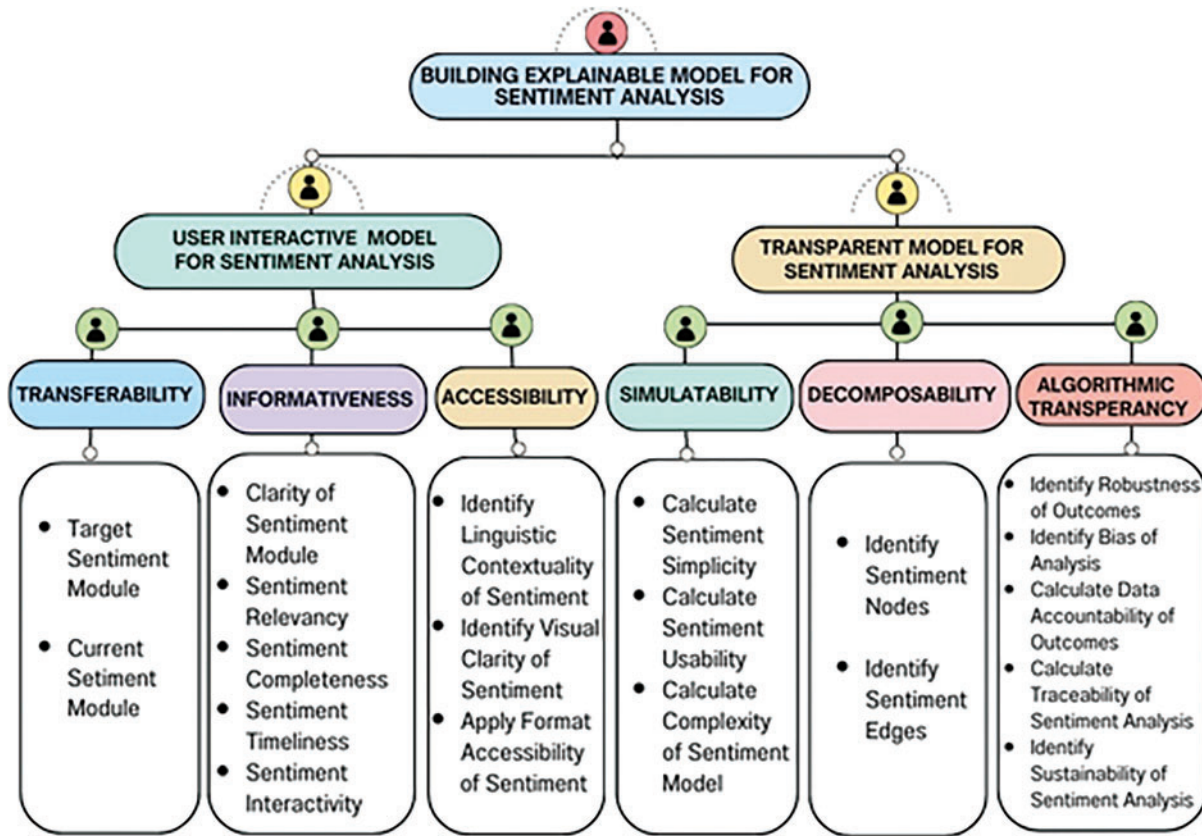 BUILDING EXPLAINABLE MODEL FOR
SENTIMENT ANALYSIS
USER INTERACTIVE MODEL
FOR SENTIMENT ANALYSIS
TRANSPARENT MODEL FOR
SENTIMENT ANALYSIS
TRANSFERABILITY
INFORMATIVENESS
ACCESSIBILITY
SIMULATABILITY
DECOMPOSABILITY
ALGORITHMIC
TRANSPERANCY
• Target
Sentiment
Module
• Current
Setiment
Module
• Clarity of
Sentiment
Module
• Sentiment
Relevancy
• Sentiment
Completeness
• Sentiment
Timeliness
• Sentiment
Interactivity
• Identify
Linguistic
Contextuality
of Sentiment
• Identify Visual
Clarity of
Sentiment
• Apply Format
Accessibility
of Sentiment
• Calculate
Sentiment
Simplicity
• Calculate
Sentiment
Usability
• Calculate
Complexity
of Sentiment
Model
• Identify
Sentiment
Nodes
• Identify
Sentiment
Edges
• Identify Robustness
of Outcomes
• Identify Bias of
Analysis
• Calculate Data
Accountability of
Outcomes
• Calculate
Traceability of
Sentiment Analysis
• Identify
Sustainability of
Sentiment Analysis